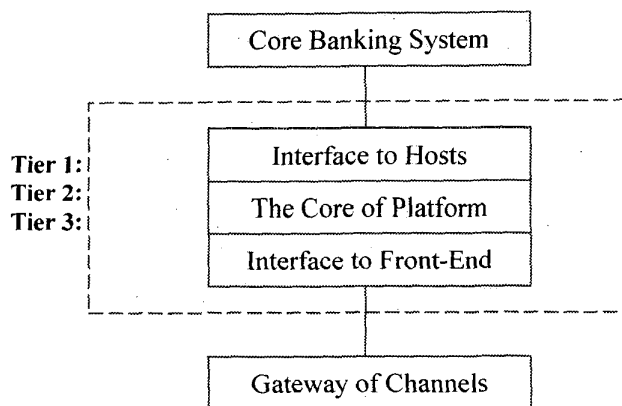 Core Banking System
Tier 1:
Interface to Hosts
Tier 2:
The Core of Platform
Tier 3:
Interface to Front-End
Gateway of Channels